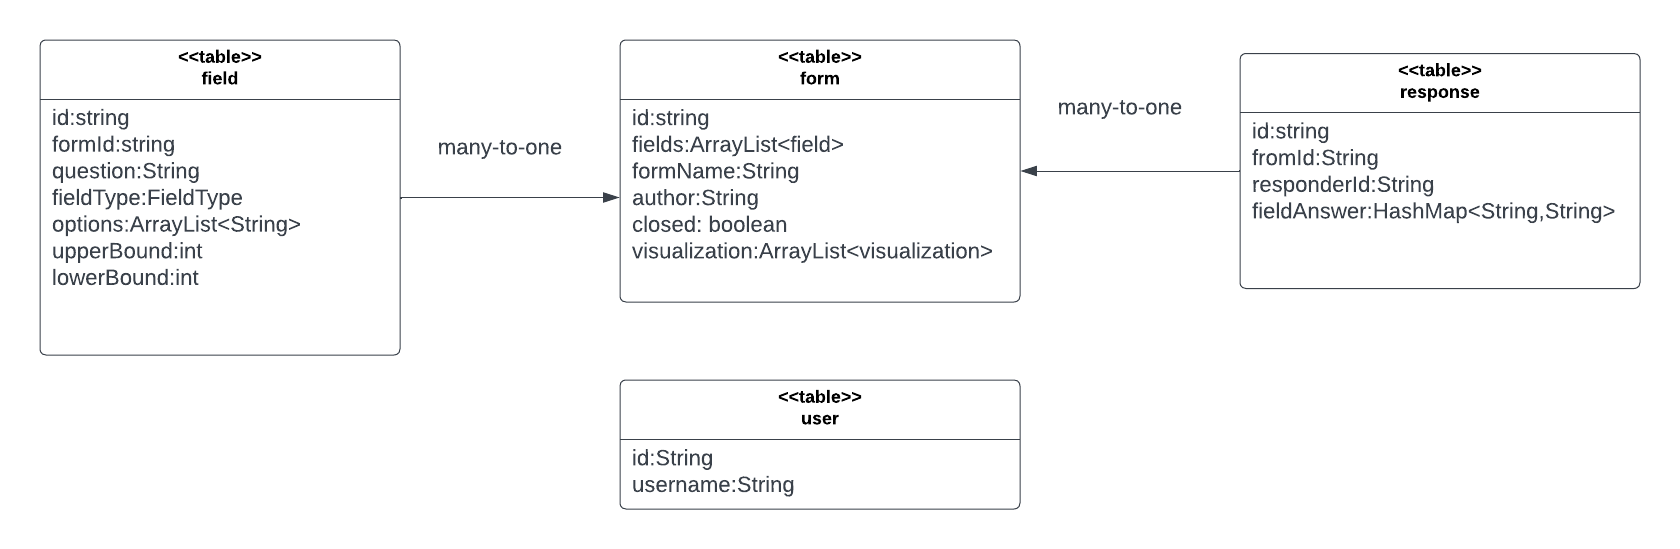 <<table>>
field
id:string
formId:string
question:String
fieldType:FieldType
options:ArrayList<String>
upperBound:int
lowerBound:int
many-to-one
<<table>>
form
id:string
fields:ArrayList<field>
formName:String
author:String
closed: boolean
visualization:ArrayList<visualization>
many-to-one
<<table>>
response
id:string
fromId:String
responderId:String
fieldAnswer:HashMap<String,String>
<<table>>
user
id:String
username:String